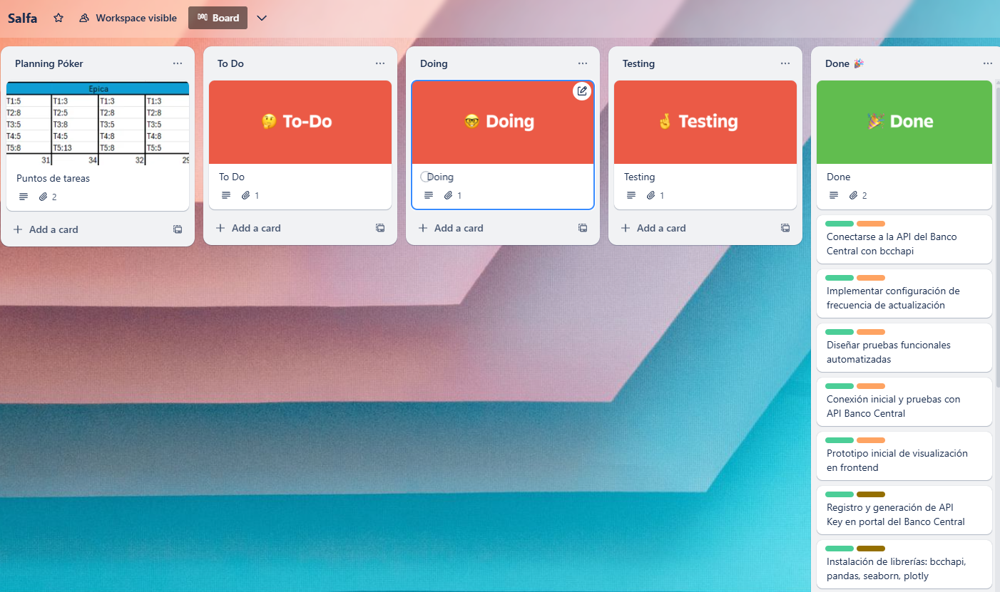 Salfa
Workspace visible
Board
Planning Póker
Epica
T1:5 T1:3 T1:3 T1:3
T2:8 T2:5 T2:8 T2:8
T3:5 T3:8 T3:5 T3:5
T4:5 T4:5 T4:8 T4:8
T5:8 T5:13 T5:8 T5:5
31 34 32 29
Puntos de tareas
2
Add a card
To Do
🤔 To-Do
To Do
1
Add a card
Doing
🤓 Doing
Doing
1
Add a card
Testing
🤞 Testing
Testing
1
Add a card
Done 🎉
🎉 Done
Done
2
Conectarse a la API del Banco
Central con bcchapi
Implementar configuración de
frecuencia de actualización
Diseñar pruebas funcionales
automatizadas
Conexión inicial y pruebas con
API Banco Central
Prototipo inicial de visualización
en frontend
Registro y generación de API
Key en portal del Banco Central
Instalación de librerías: bcchapi,
pandas, seaborn, plotly